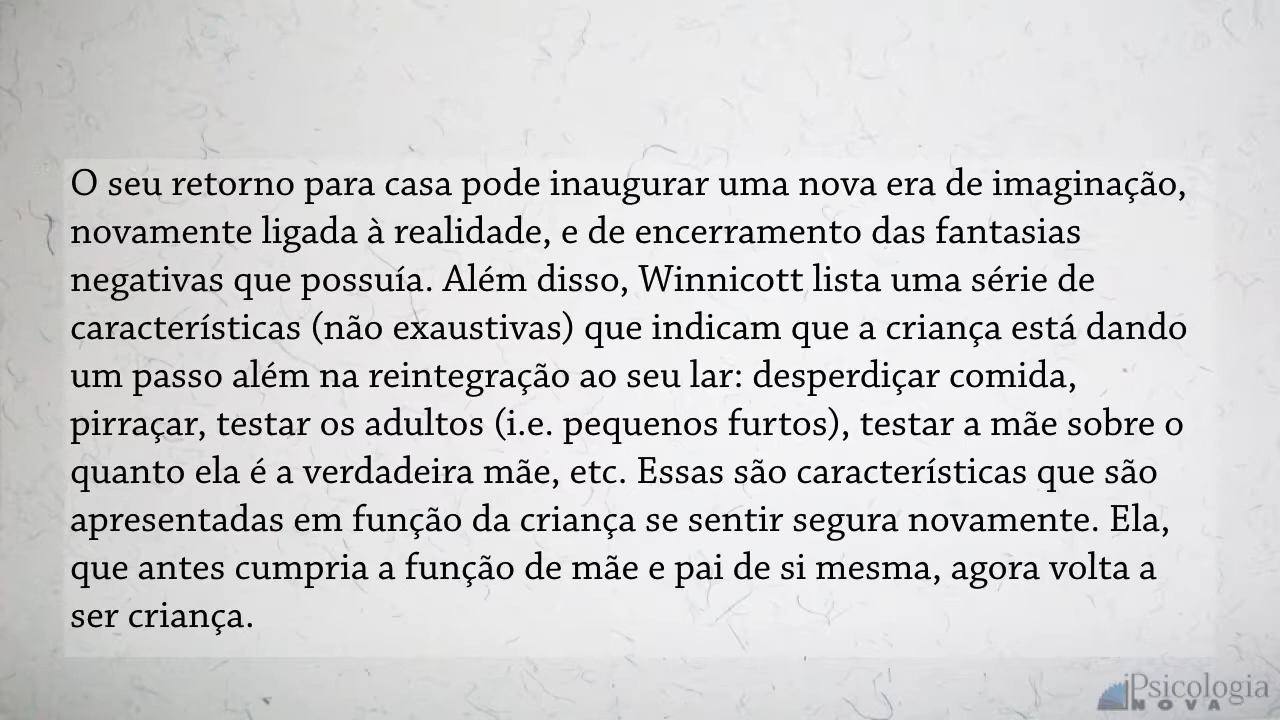 O seu retorno para casa pode inaugurar uma nova era de imaginação,
novamente ligada à realidade, e de encerramento das fantasias
negativas que possuía. Além disso, Winnicott lista uma série de
características (não exaustivas) que indicam que a criança está dando
um passo além na reintegração ao seu lar: desperdiçar comida,
pirraçar, testar os adultos (i.e. pequenos furtos), testar a mãe sobre o
quanto ela é a verdadeira mãe, etc. Essas são características que são
apresentadas em função da criança se sentir segura novamente. Ela,
que antes cumpria a função de mãe e pai de si mesma, agora volta a
ser criança.
Psicologia
NOVA